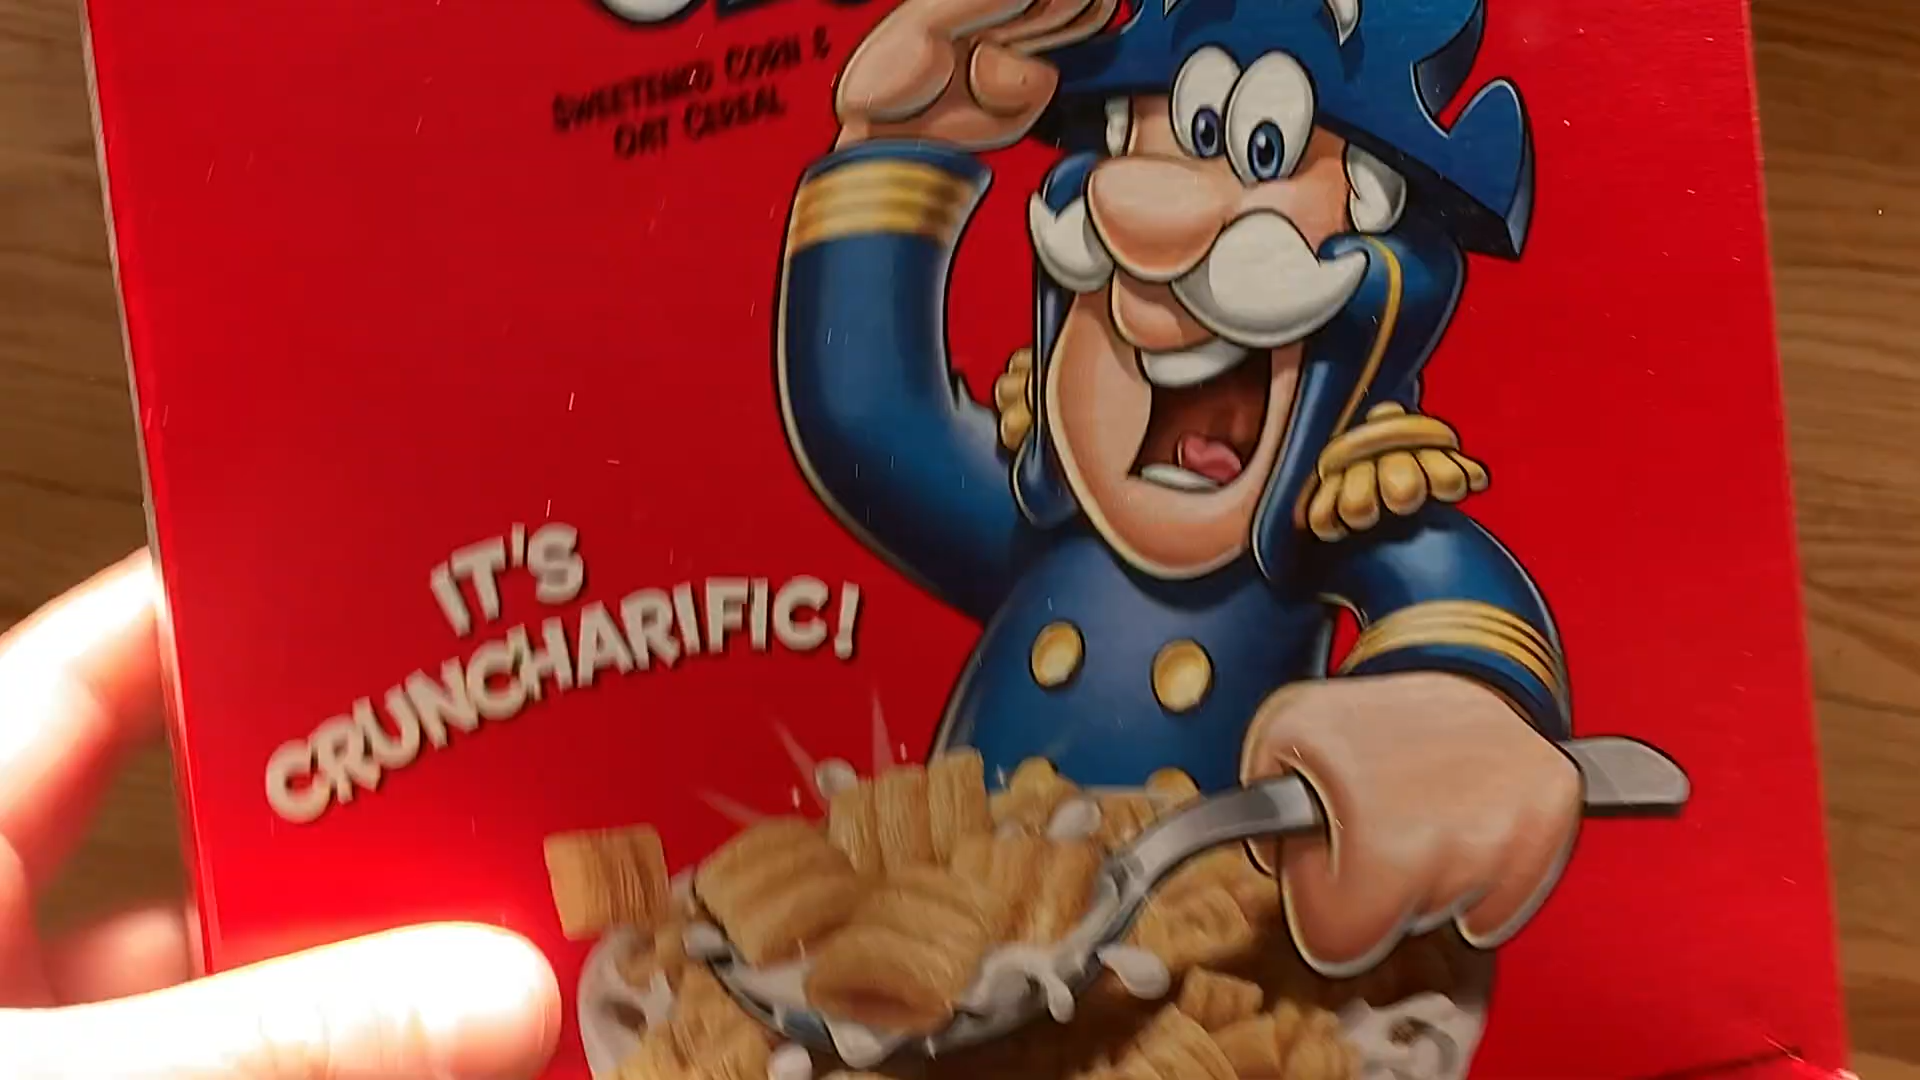 SWEETENED CORN &
OAT CEREAL
IT'S
CRUNCHARIFIC!